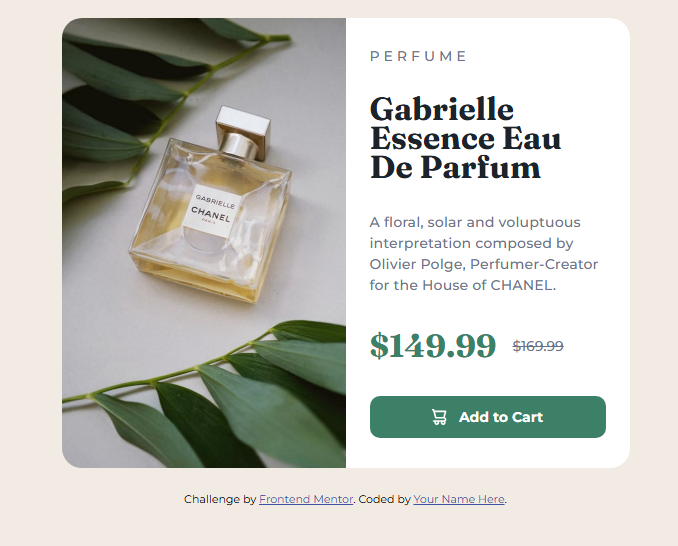 PERFUME
Gabrielle
Essence Eau
De Parfum
A floral, solar and voluptuous
interpretation composed by
Olivier Polge, Perfumer-Creator
for the House of CHANEL.
$149.99 $169.99
Add to Cart
GABRIELLE
CHANEL
PARIS
Challenge by Frontend Mentor. Coded by Your Name Here.